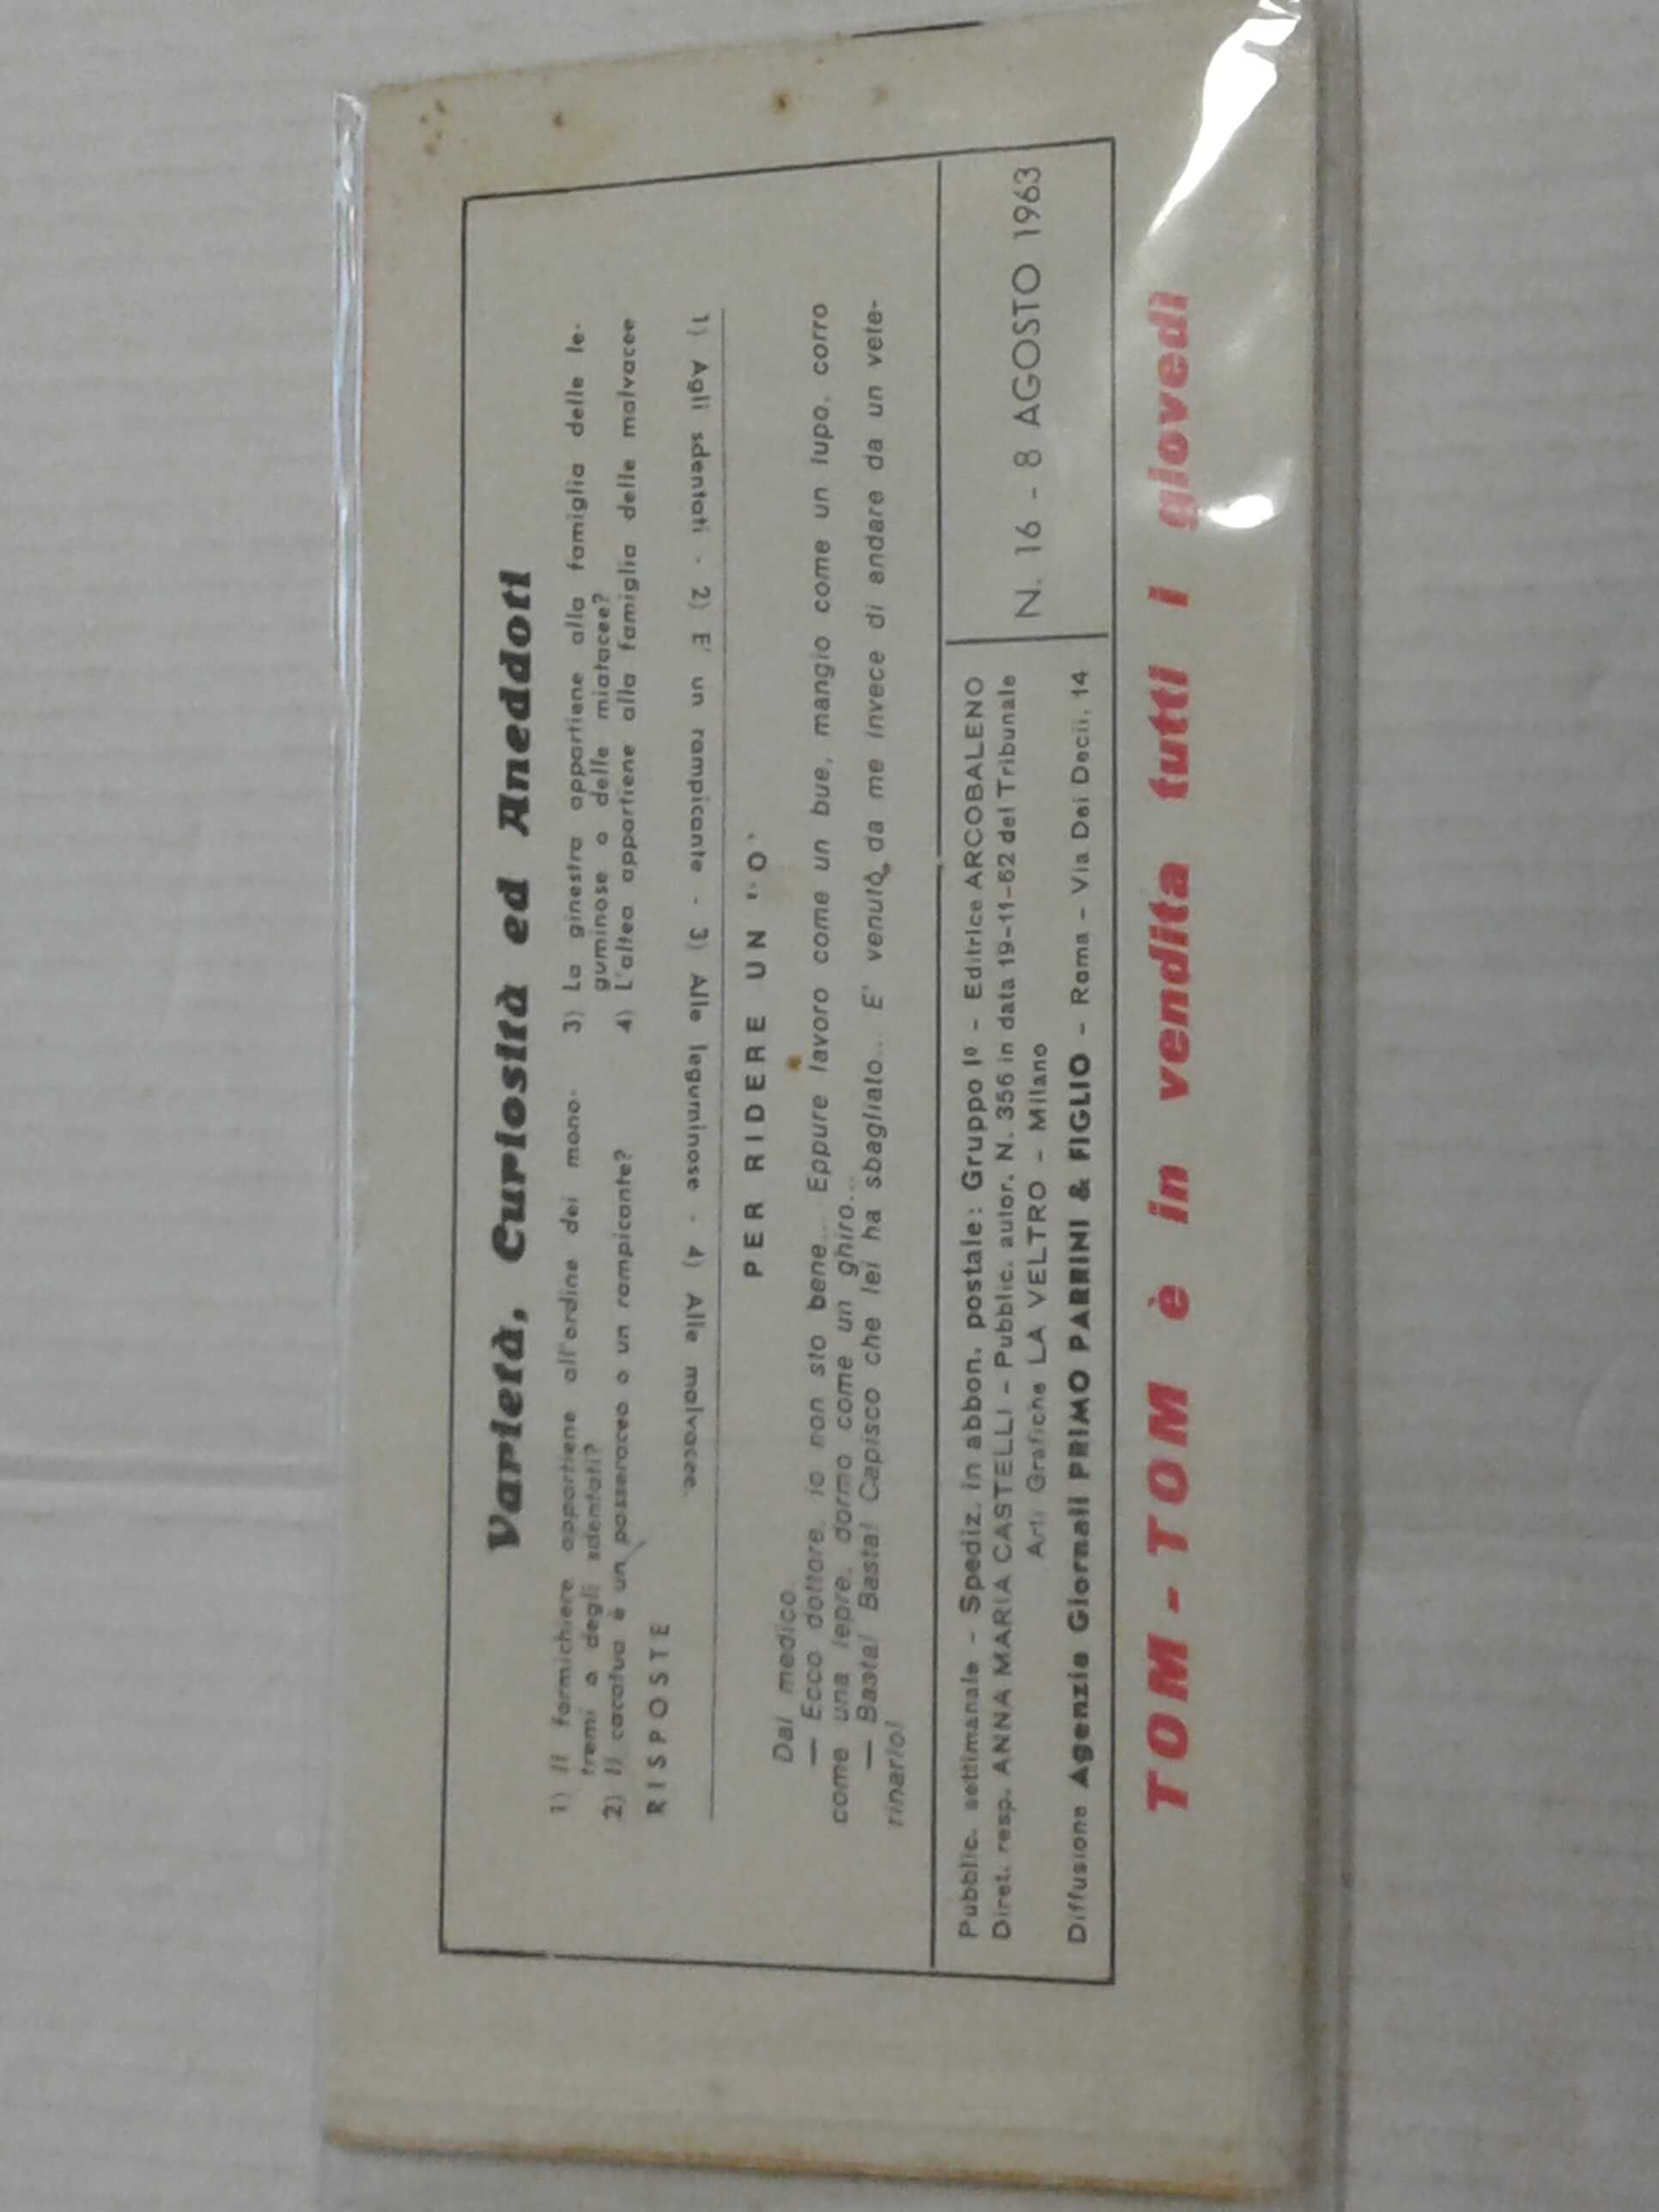 Varietà, Curiosità ed Aneddoti
1) Il formichiere appartiene all'ordine dei mono-
tremi o degli sdentati?
2) Il cacatua è un passeraceo o un rampicante?
3) La ginestra appartiene alla famiglia delle le-
guminose o delle miatacee?
4) L'altea appartiene alla famiglia delle malvacee
RISPOSTE
1) Agli sdentati - 2) E' un rampicante - 3) Alle leguminose - 4) Alle malvacee.
PER RIDERE UN "O'
Dal medico.
— Ecco dottore, io non sto bene... Eppure lavoro come un bue, mangio come un lupo, corro
come una lepre, dormo come un ghiro...
— Basta! Basta! Capisco che lei ha sbagliato... E' venuto da me invece di andare da un vete-
rinario!
Pubblic. settimanale - Spediz. in abbon. postale: Gruppo Iº - Editrice ARCOBALENO
Diret. resp. ANNA MARIA CASTELLI - Pubblic. autor. N. 356 in data 19-11-62 del Tribunale
Arti Grafiche LA VELTRO - Milano
Diffusione Agenzia Giornali PRIMO PARRINI & FIGLIO - Roma - Via Dei Decii, 14
N. 16 - 8 AGOSTO 1963
TOM-TOM è in vendita tutti i giovedì